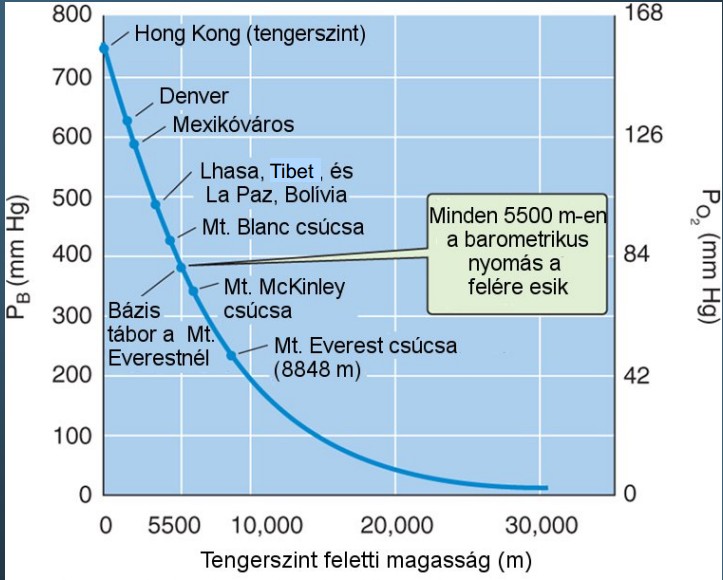 800
700
600
500
400
300
200
100
0
P_B (mm Hg)
168
126
84
42
0
P_O₂ (mm Hg)
Hong Kong (tengerszint)
Denver
Mexikóváros
Lhasa, Tibet , és
La Paz, Bolívia
Mt. Blanc csúcsa
Minden 5500 m-en
a barometrikus
nyomás a
felére esik
Mt. McKinley
csúcsa
Bázis
tábor a Mt.
Everestnél
Mt. Everest csúcsa
(8848 m)
0 5500 10,000 20,000 30,000
Tengerszint feletti magasság (m)